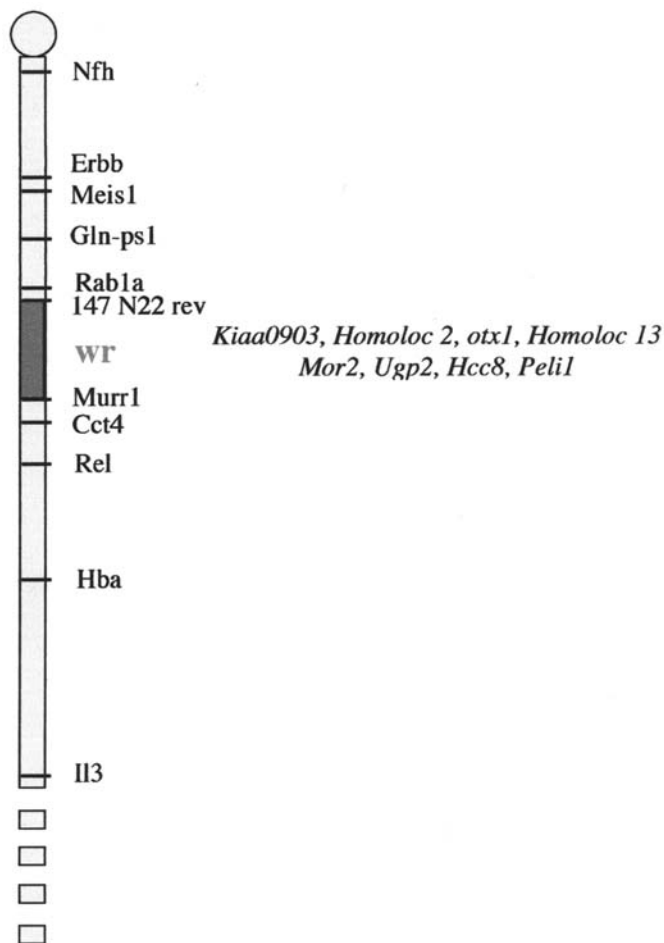 Nfh
Erbb
Meis1
Gln-ps1
Rab1a
147 N22 rev
wr
Kiaa0903, Homoloc 2, otx1, Homoloc 13
Mor2, Ugp2, Hcc8, Peli1
Murr1
Cct4
Rel
Hba
Il3